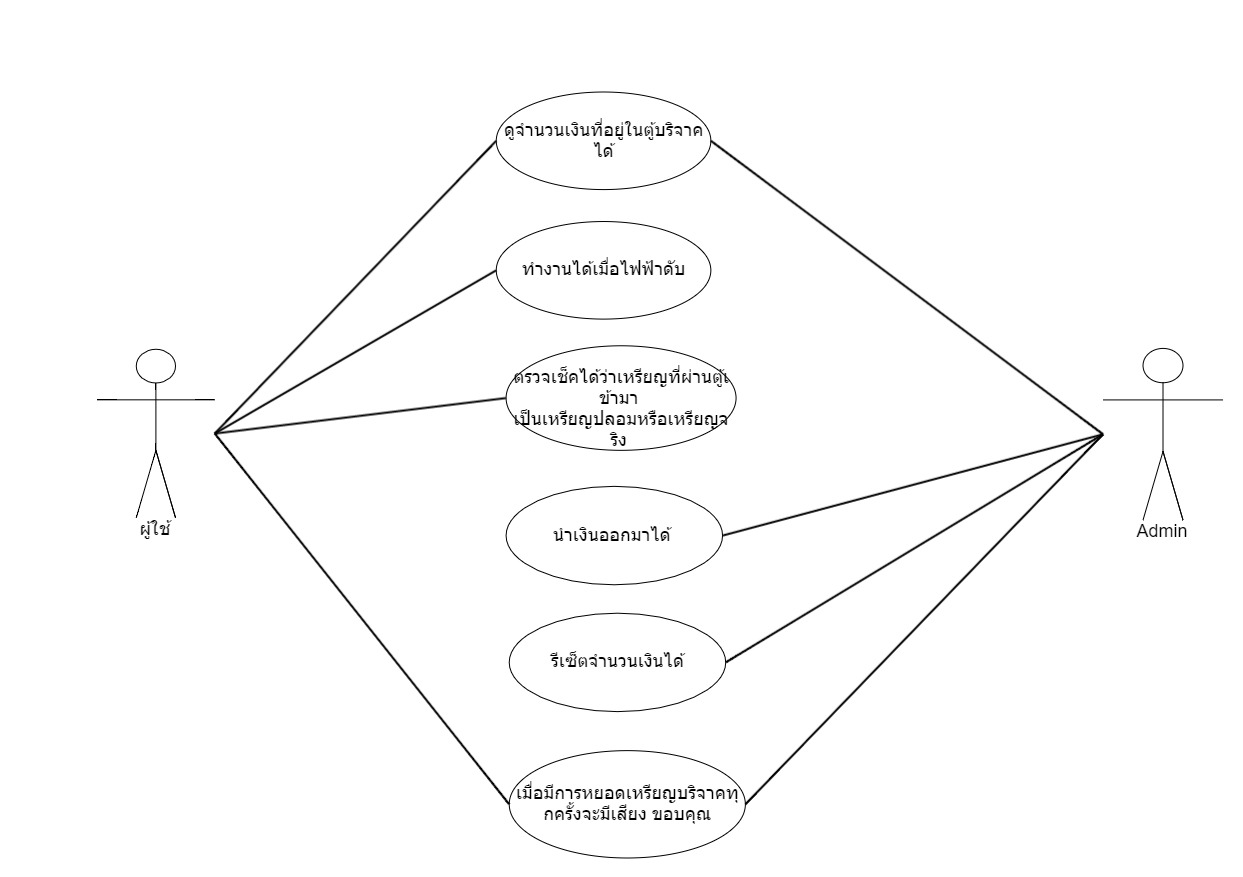 ดูจำนวนเงินที่อยู่ในตู้บริจาค
ได้
ทำงานได้เมื่อไฟฟ้าดับ
ตรวจเช็คได้ว่าเหรียญที่ผ่านตู้เ
ข้ามา
เป็นเหรียญปลอมหรือเหรียญจ
ริง
นำเงินออกมาได้
ผู้ใช้
Admin
รีเซ็ตจำนวนเงินได้
เมื่อมีการหยอดเหรียญบริจาคทุ
กครั้งจะมีเสียง ขอบคุณ